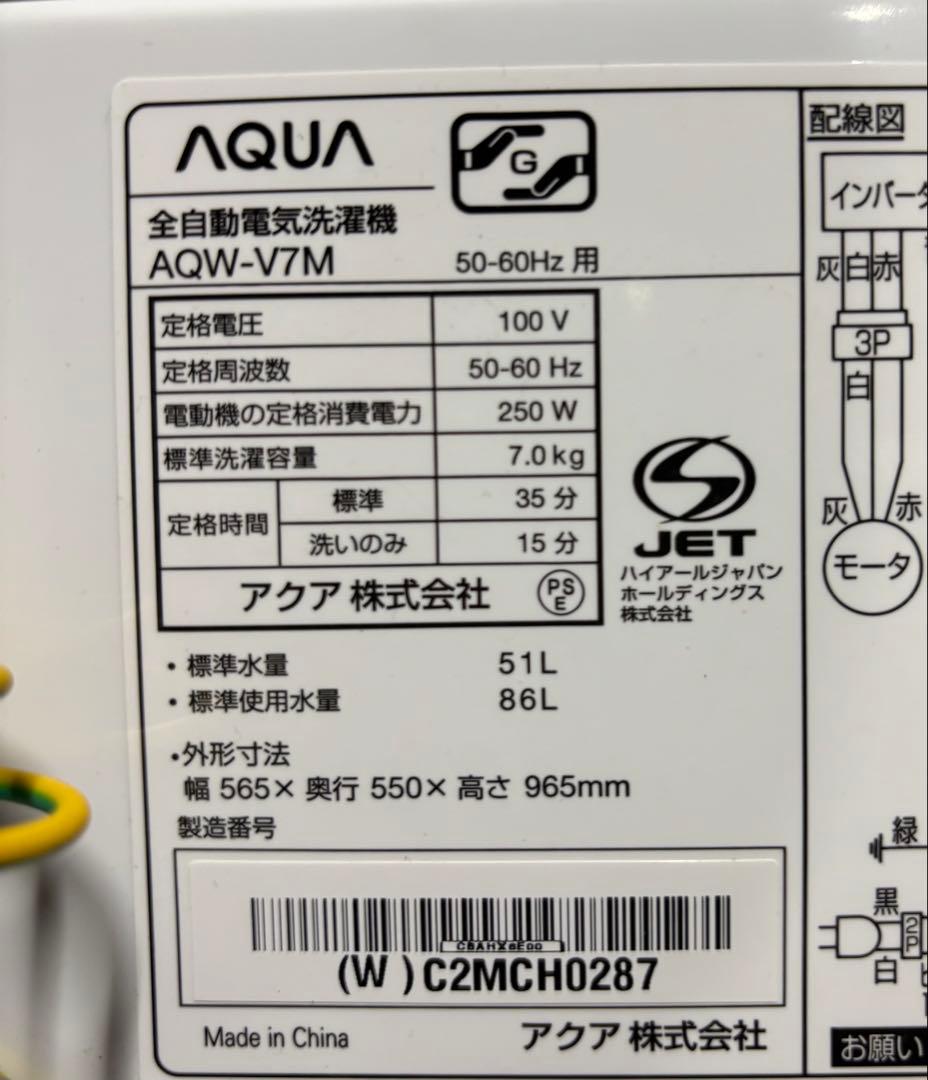 AQUA
G
全自動電気洗濯機
AQW-V7M 50-60Hz 用
定格電圧 100 V
定格周波数 50-60 Hz
電動機の定格消費電力 250 W
標準洗濯容量 7.0kg
定格時間 標準 35 分
洗いのみ 15 分
アクア 株式会社 PSE
JET
ハイアールジャパン
ホールディングス
株式会社
・標準水量 51L
・標準使用水量 86L
・外形寸法
幅 565× 奥行 550× 高さ 965mm
製造番号
(W )C2MCH0287
Made in China アクア 株式会社
配線図
インバータ
灰 白 赤
3P
白
灰 赤
モータ
緑
黒
2P
白
お願い